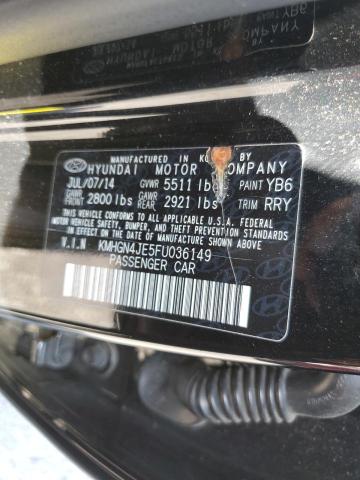 MANUFACTURED IN KOREA BY
HYUNDAI MOTOR COMPANY
JUL/07/14 GVWR 5511 lbs PAINT YB6
GAWR FRONT 2800 lbs GAWR REAR 2921 lbs TRIM RRY
THIS VEHICLE CONFORMS TO ALL APPLICABLE U.S.A. FEDERAL
MOTOR VEHICLE SAFETY, BUMPER, AND THEFT PREVENTION
STANDARDS IN EFFECT ON THE DATE OF MANUFACTURE SHOWN ABOVE.
V.I.N KMHGN4JE5FU036149
PASSENGER CAR